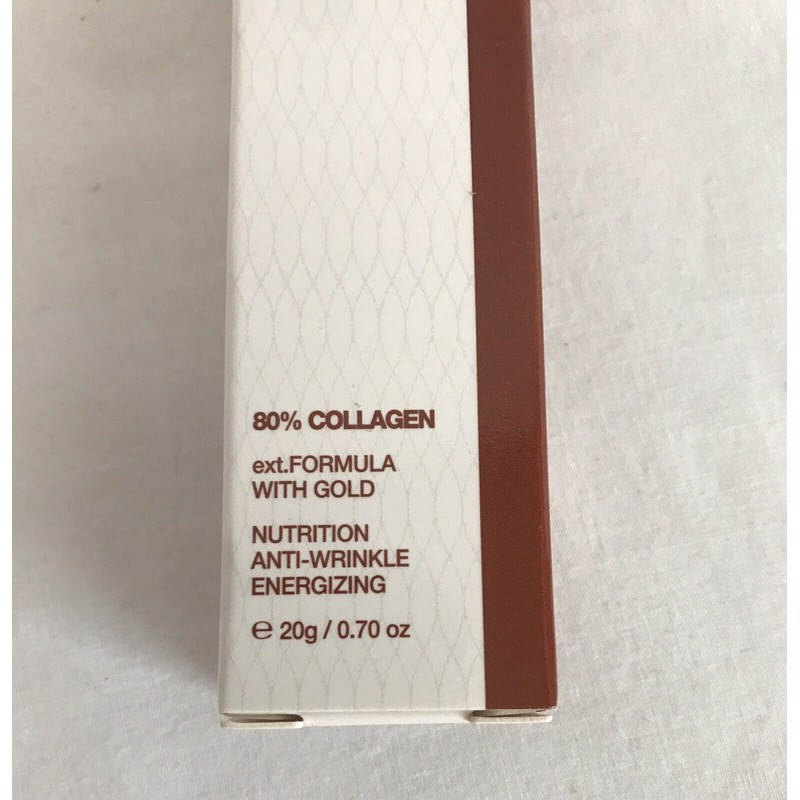 80% COLLAGEN
ext.FORMULA
WITH GOLD
NUTRITION
ANTI-WRINKLE
ENERGIZING
℮ 20g / 0.70 oz